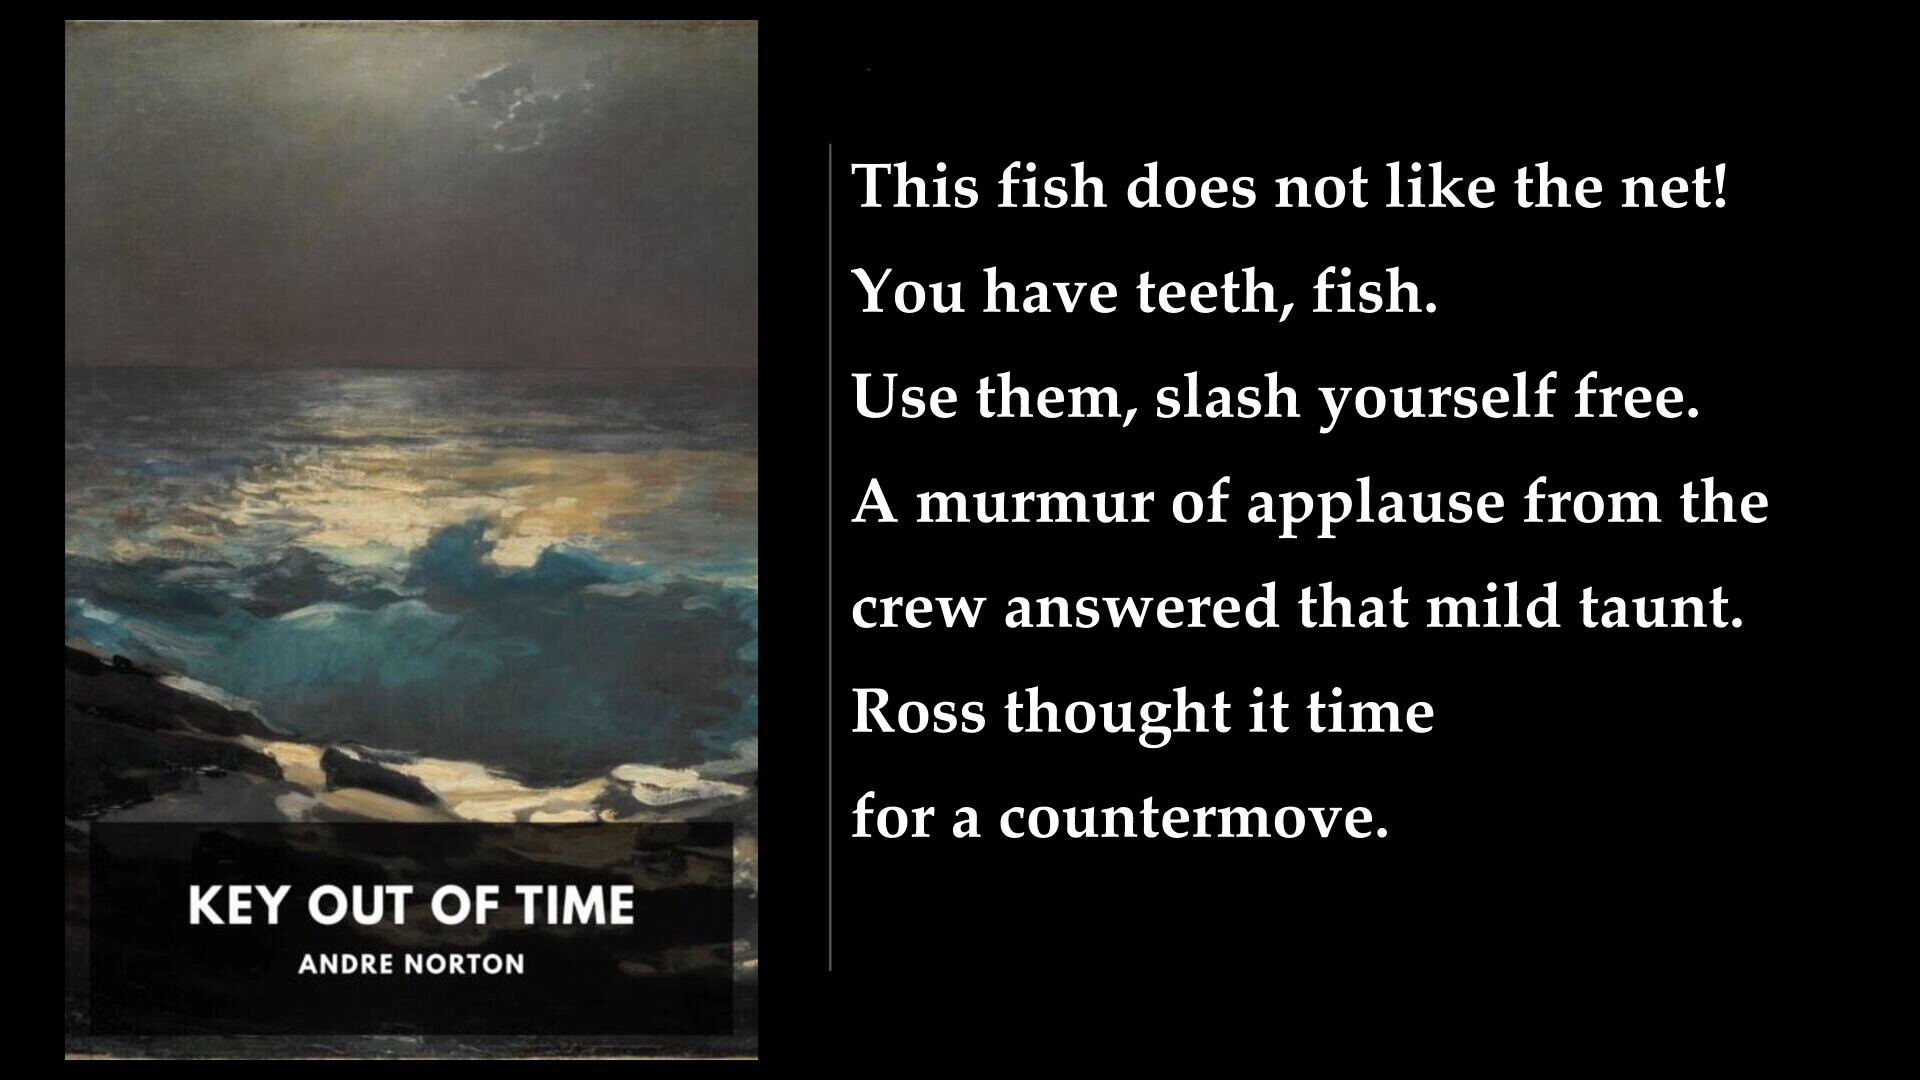 This fish does not like the net!
You have teeth, fish.
Use them, slash yourself free.
A murmur of applause from the
crew answered that mild taunt.
Ross thought it time
for a countermove.
KEY OUT OF TIME
ANDRE NORTON